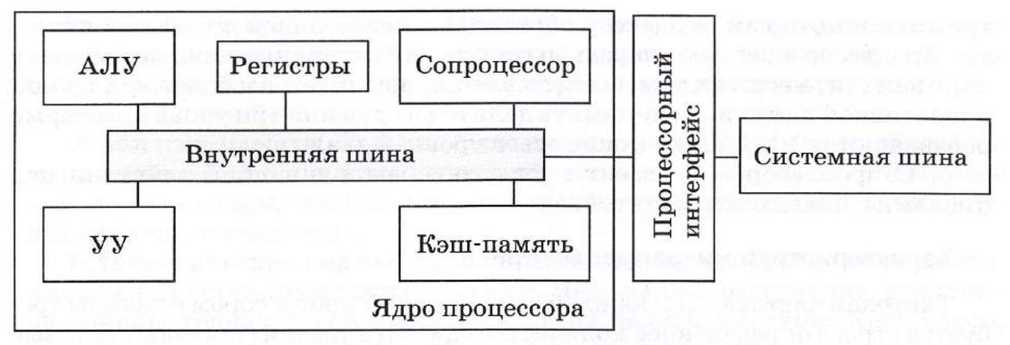 АЛУ
Регистры
Сопроцессор
Внутренняя шина
УУ
Кэш-память
Ядро процессора
Процессорный
интерфейс
Системная шина